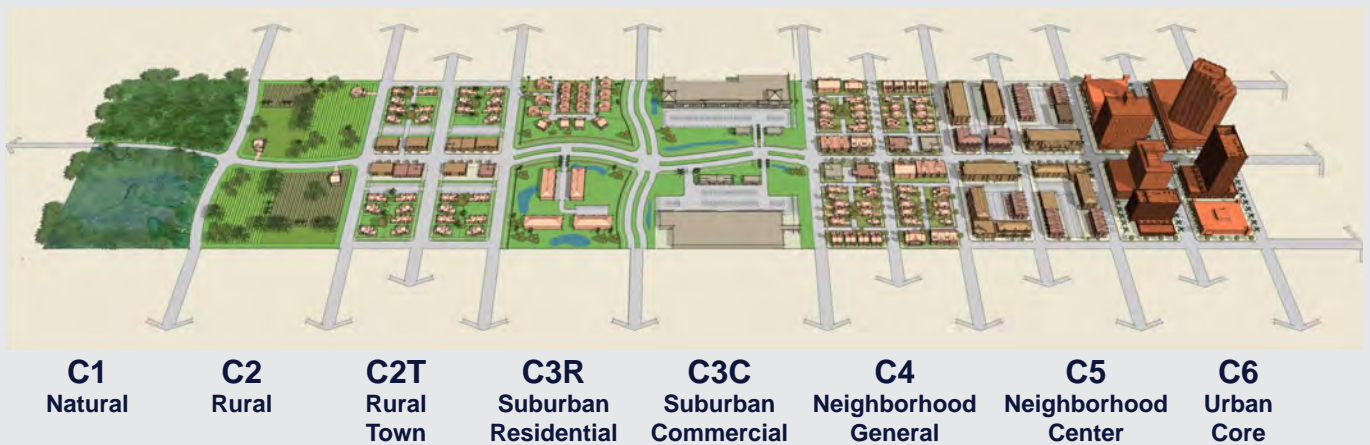 C1
Natural
C2
Rural
C2T
Rural
Town
C3R
Suburban
Residential
C3C
Suburban
Commercial
C4
Neighborhood
General
C5
Neighborhood
Center
C6
Urban
Core